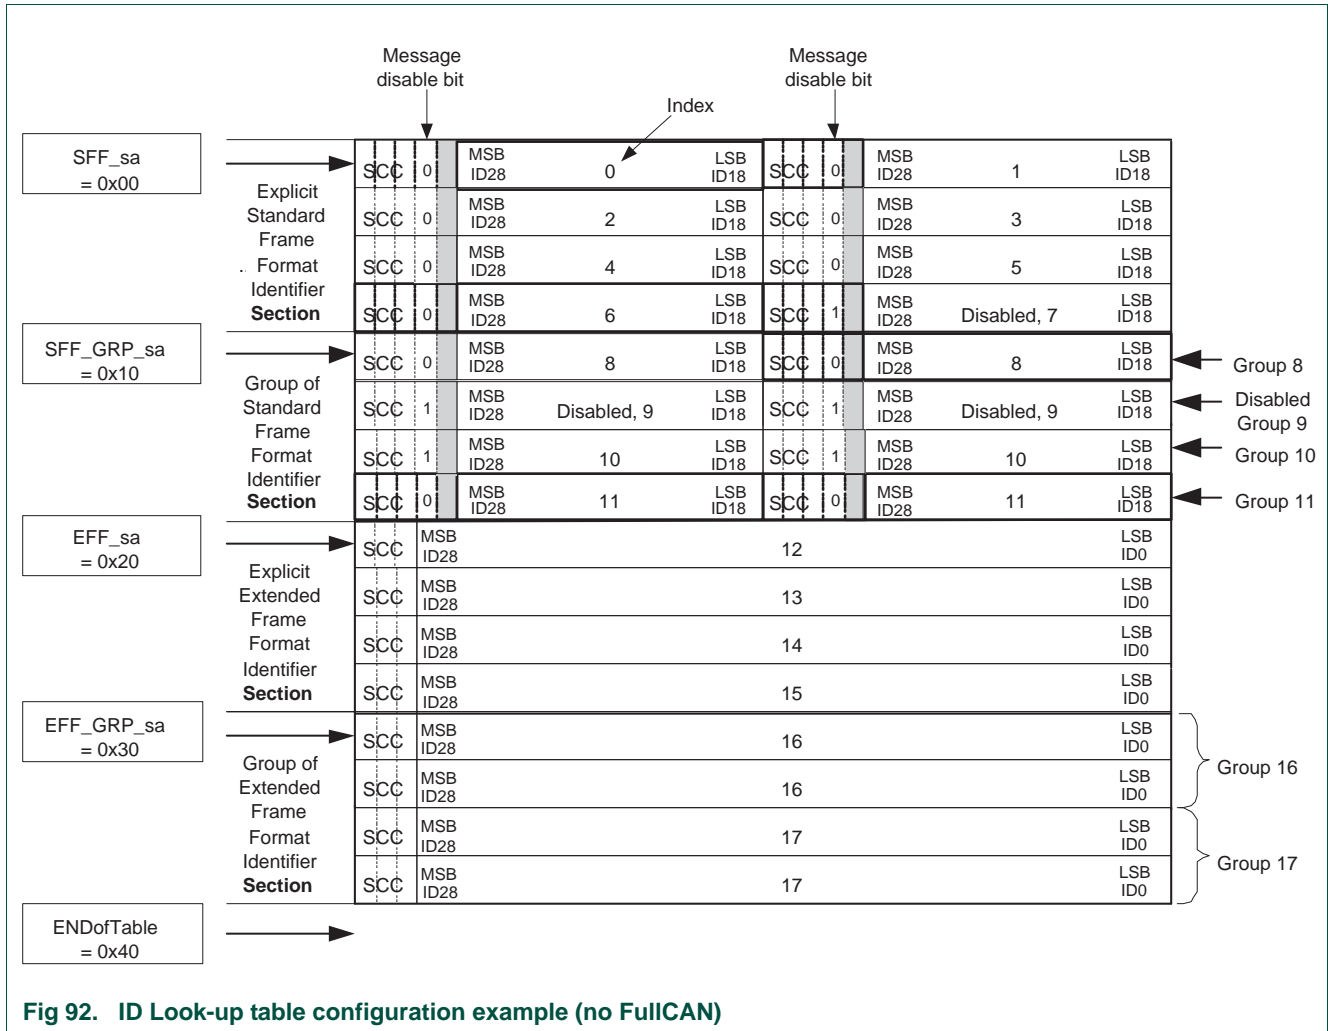 Message
disable bit
Message
disable bit
Index
SFF_sa
= 0x00
Explicit
Standard
Frame
.. Format
Identifier
Section
SCC 0 MSB ID28 0 LSB ID18 SCC 0 MSB ID28 1 LSB ID18
SCC 0 MSB ID28 2 LSB ID18 SCC 0 MSB ID28 3 LSB ID18
SCC 0 MSB ID28 4 LSB ID18 SCC 0 MSB ID28 5 LSB ID18
SCC 0 MSB ID28 6 LSB ID18 SCC 1 MSB ID28 Disabled, 7 LSB ID18
SFF_GRP_sa
= 0x10
Group of
Standard
Frame
Format
Identifier
Section
SCC 0 MSB ID28 8 LSB ID18 SCC 0 MSB ID28 8 LSB ID18
Group 8
SCC 1 MSB ID28 Disabled, 9 LSB ID18 SCC 1 MSB ID28 Disabled, 9 LSB ID18
Disabled
Group 9
SCC 1 MSB ID28 10 LSB ID18 SCC 1 MSB ID28 10 LSB ID18
Group 10
SCC 0 MSB ID28 11 LSB ID18 SCC 0 MSB ID28 11 LSB ID18
Group 11
EFF_sa
= 0x20
Explicit
Extended
Frame
Format
Identifier
Section
SCC MSB ID28 12 LSB ID0
SCC MSB ID28 13 LSB ID0
SCC MSB ID28 14 LSB ID0
SCC MSB ID28 15 LSB ID0
EFF_GRP_sa
= 0x30
Group of
Extended
Frame
Format
Identifier
Section
SCC MSB ID28 16 LSB ID0
SCC MSB ID28 16 LSB ID0
Group 16
SCC MSB ID28 17 LSB ID0
SCC MSB ID28 17 LSB ID0
Group 17
ENDofTable
= 0x40
Fig 92. ID Look-up table configuration example (no FullCAN)